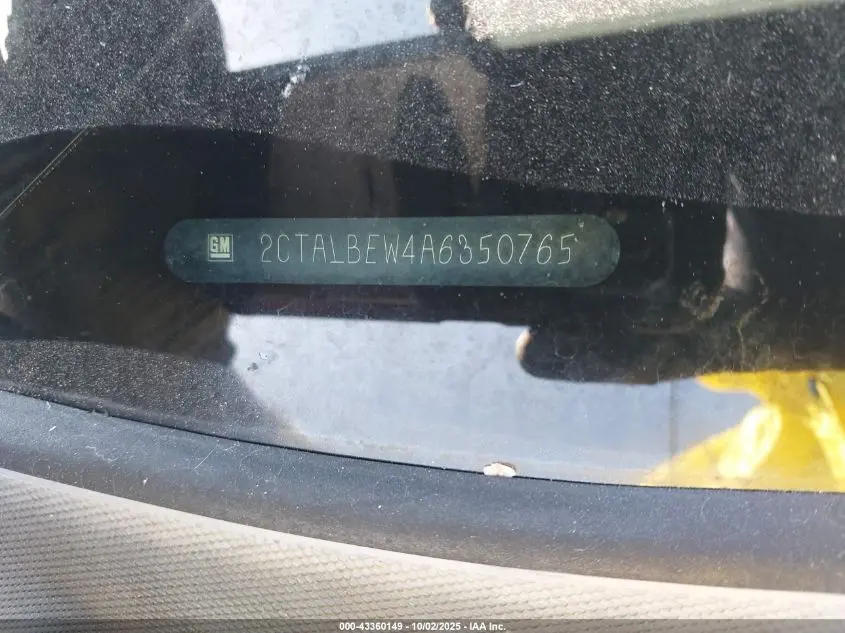 GM 2CTALBEW4A6350765
000-43360149 - 10/02/2025 - IAA Inc.